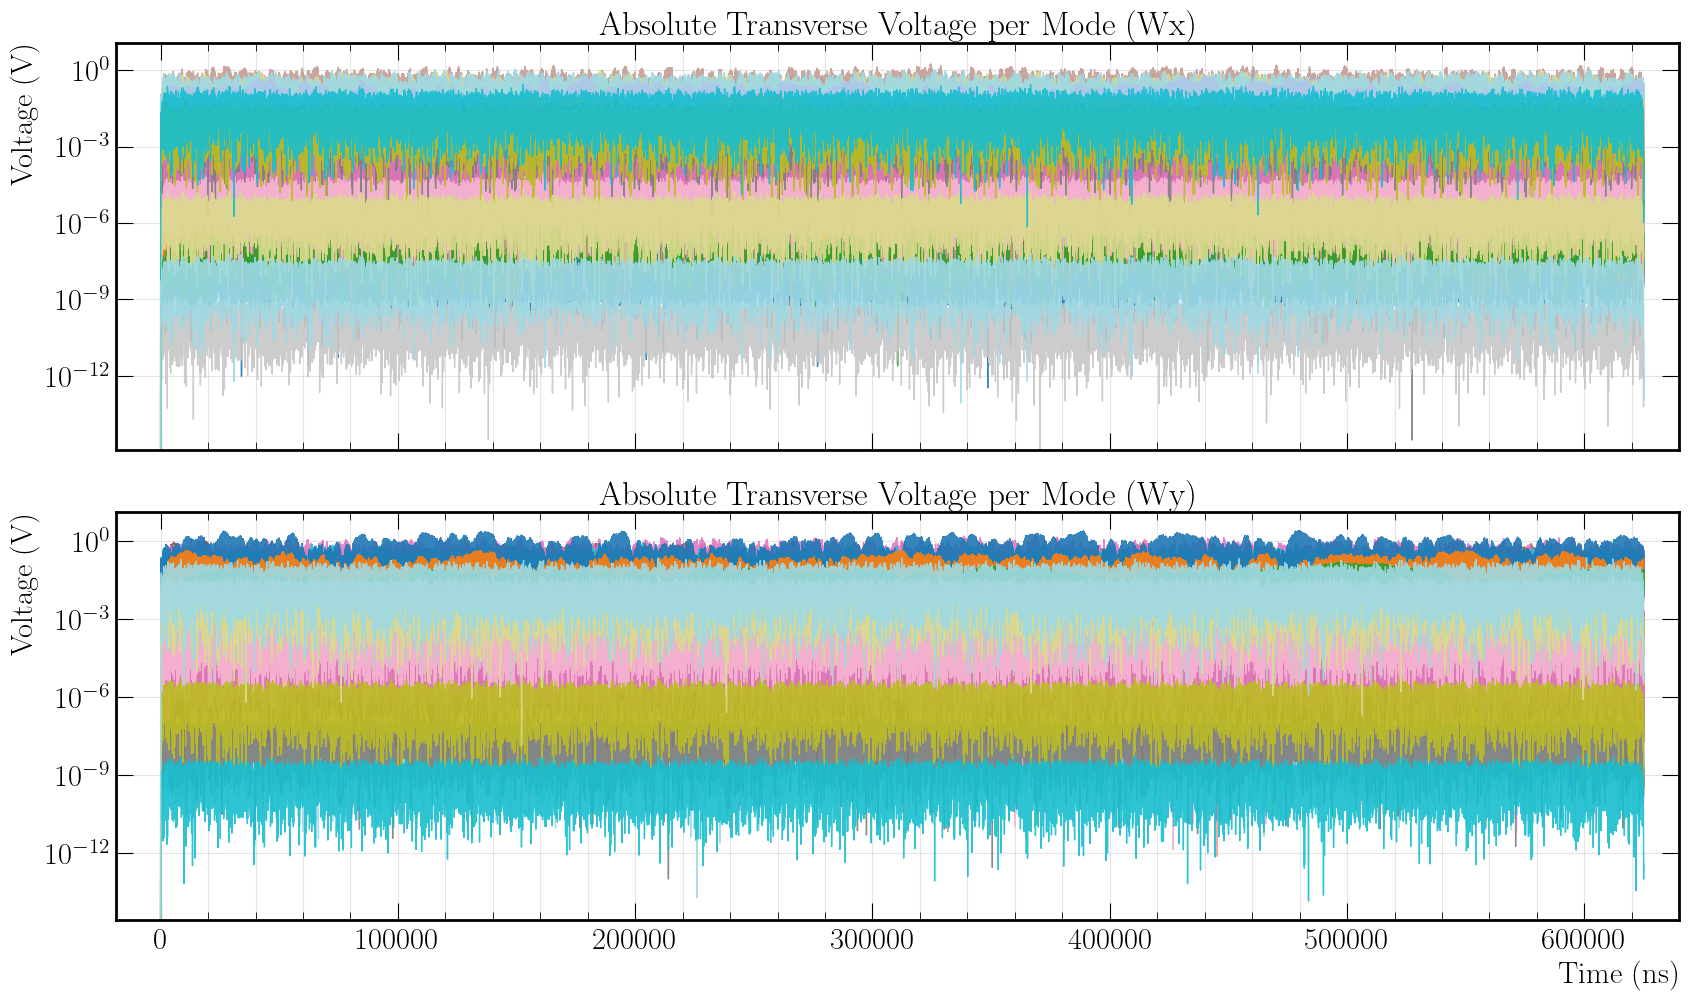 Absolute Transverse Voltage per Mode (Wx)
Voltage (V)
10^0
10^−3
10^−6
10^−9
10^−12
Absolute Transverse Voltage per Mode (Wy)
Voltage (V)
10^0
10^−3
10^−6
10^−9
10^−12
0 100000 200000 300000 400000 500000 600000
Time (ns)